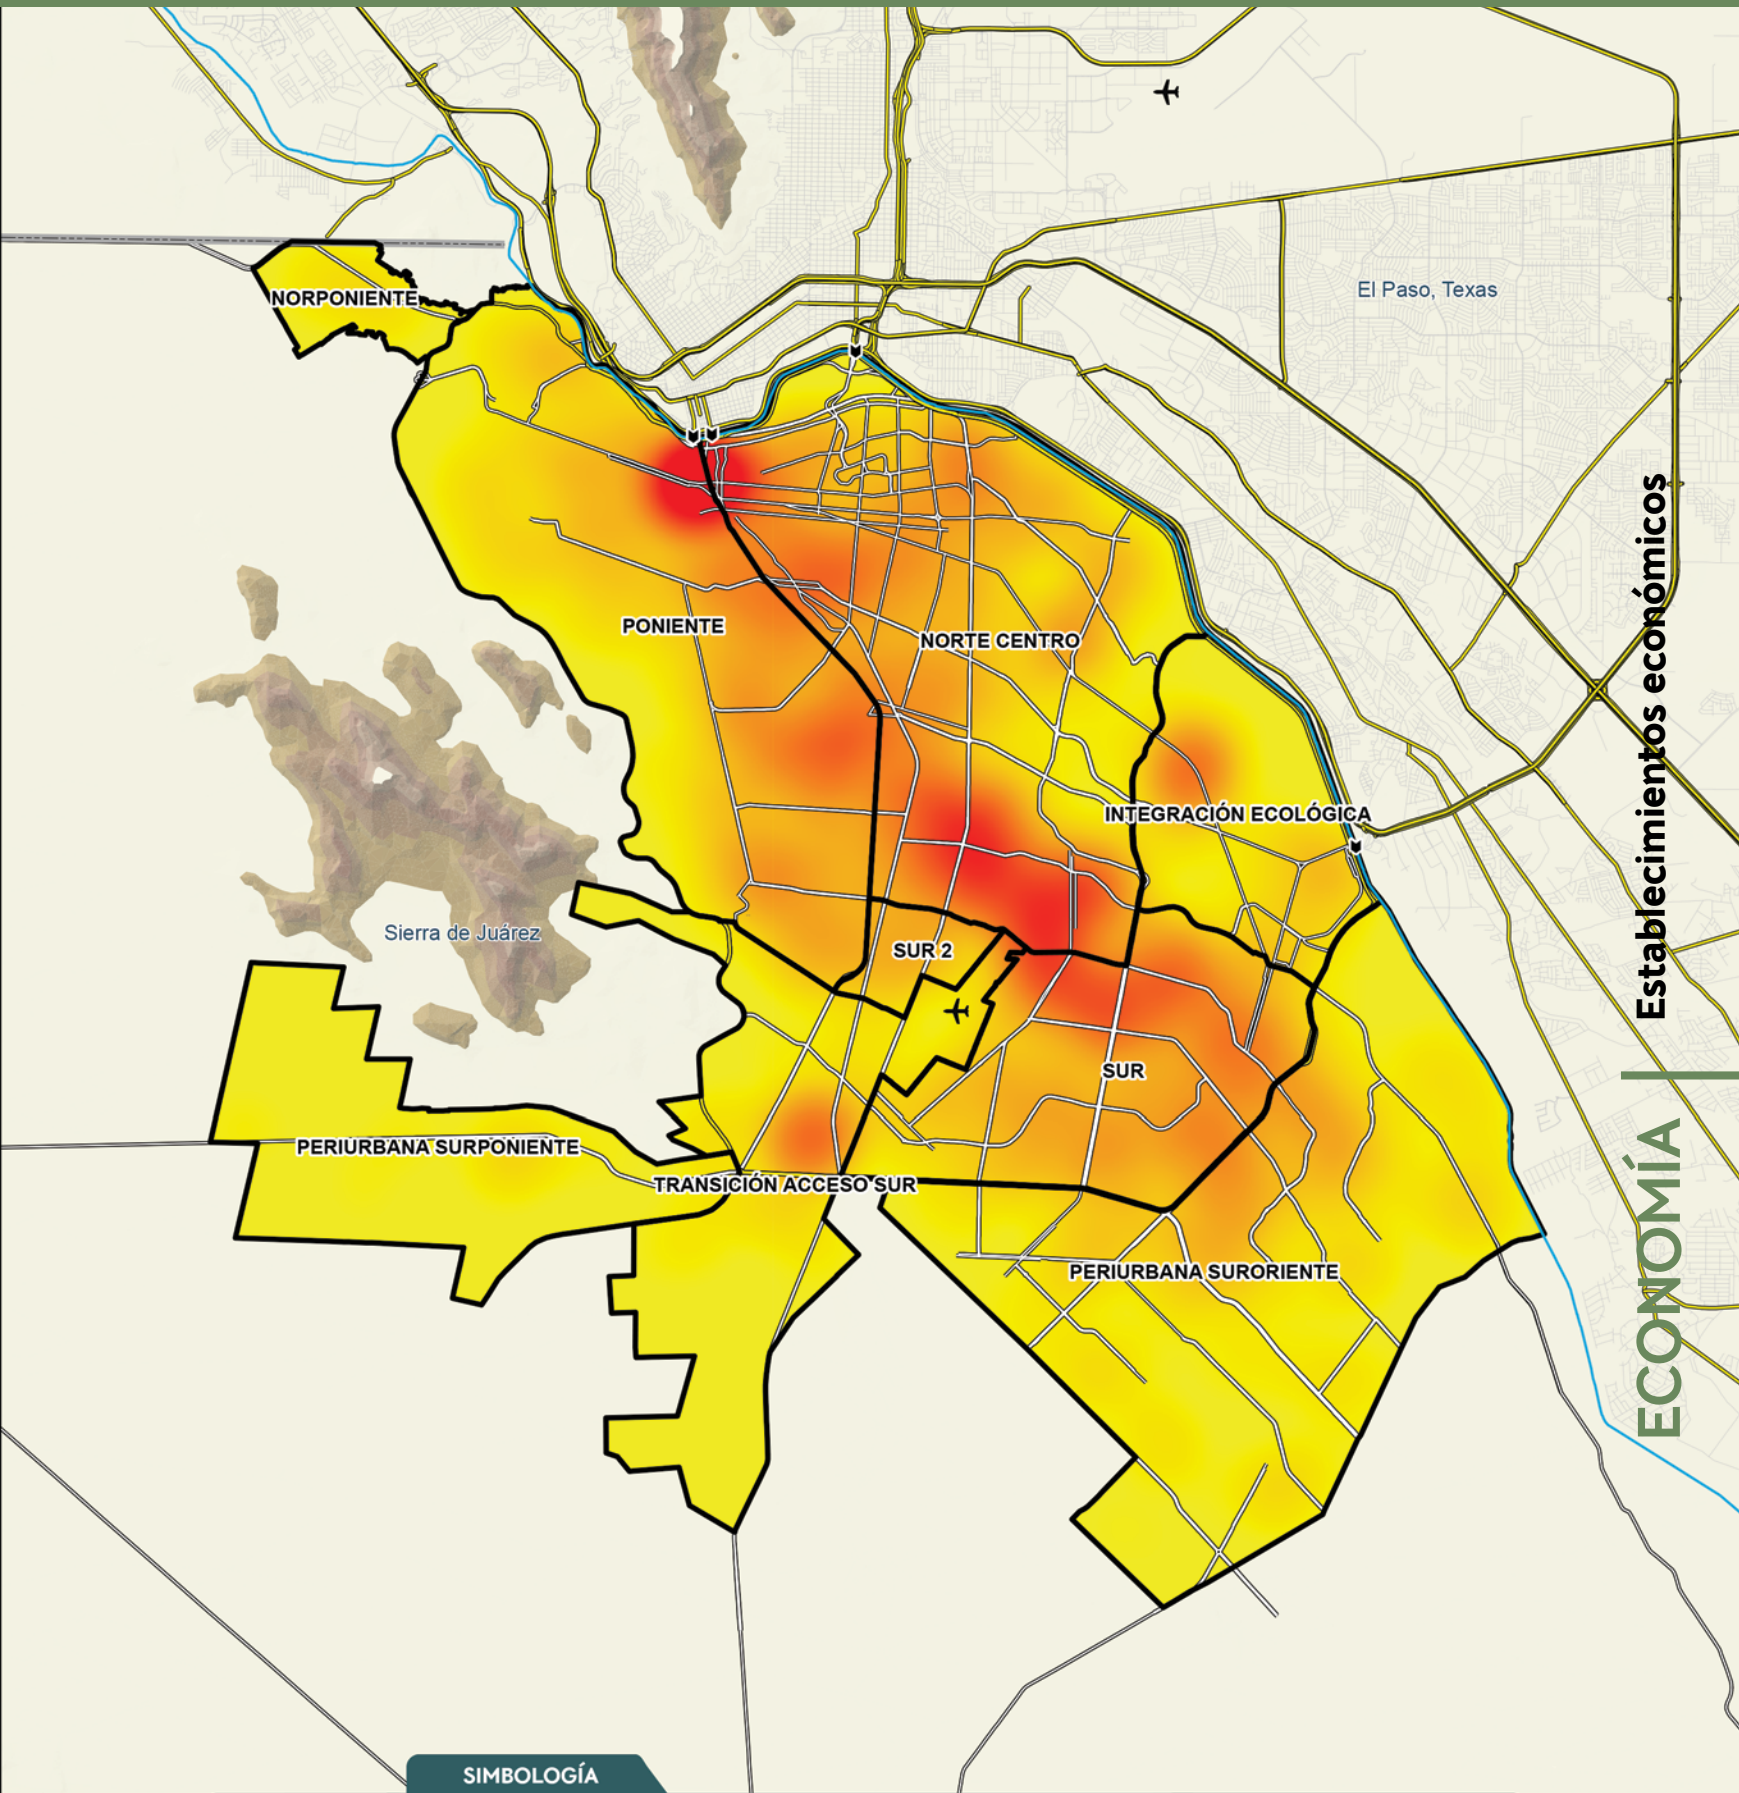 El Paso, Texas
NORPONIENTE
PONIENTE
NORTE CENTRO
INTEGRACIÓN ECOLÓGICA
Sierra de Juárez
SUR 2
SUR
PERIURBANA SURPONIENTE
TRANSICIÓN ACCESO SUR
PERIURBANA SURORIENTE
ECONOMÍA
Establecimientos económicos
SIMBOLOGÍA